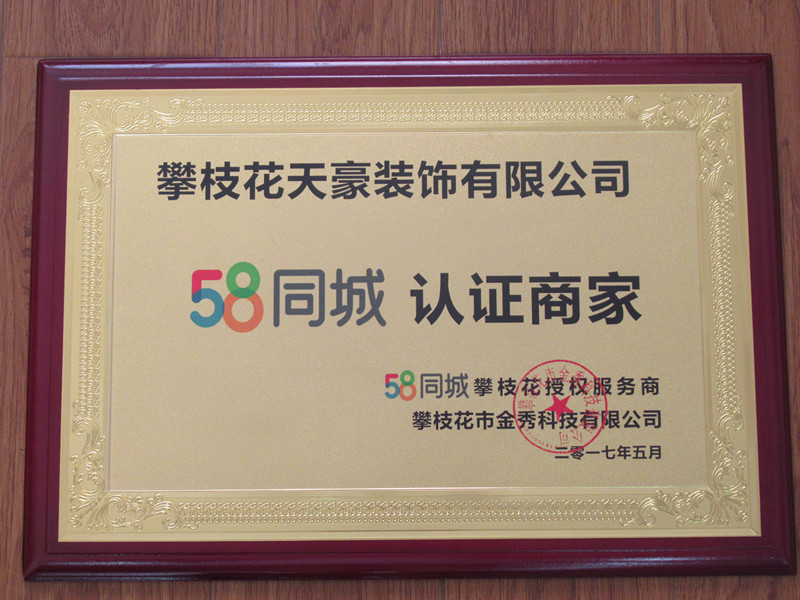 攀枝花天豪装饰有限公司
58同城 认证商家
58同城 攀枝花授权服务商
攀枝花市金秀科技有限公司
二零一七年五月